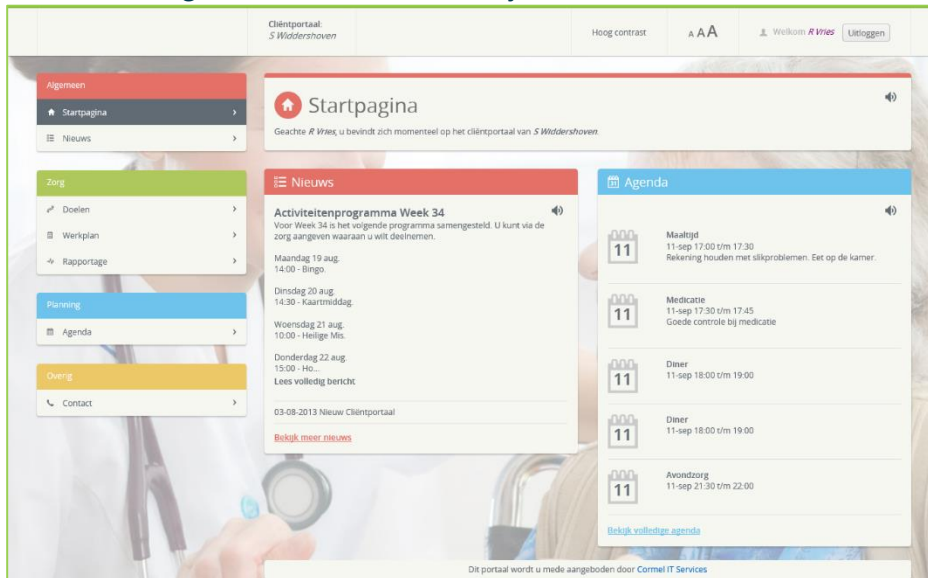 Cliëntportaal:
S Widdershoven
Hoog contrast
A A A
Welkom R Vries
Uitloggen
Algemeen
Startpagina
Nieuws
Zorg
Doelen
Werkplan
Rapportage
Planning
Agenda
Overig
Contact
Startpagina
Geachte R Vries, u bevindt zich momenteel op het cliëntportaal van S Widdershoven.
Nieuws
Activiteitenprogramma Week 34
Voor Week 34 is het volgende programma samengesteld. U kunt via de
zorg aangeven waaraan u wilt deelnemen.
Maandag 19 aug.
14:00 - Bingo.
Dinsdag 20 aug.
14:30 - Kaartmiddag.
Woensdag 21 aug.
10:00 - Heilige Mis.
Donderdag 22 aug.
15:00 - Ho...
Lees volledig bericht
03-08-2013 Nieuw Cliëntportaal
Bekijk meer nieuws
31 Agenda
11
Maaltijd
11-sep 17:00 t/m 17:30
Rekening houden met slikproblemen. Eet op de kamer.
11
Medicatie
11-sep 17:30 t/m 17:45
Goede controle bij medicatie
11
Diner
11-sep 18:00 t/m 19:00
11
Diner
11-sep 18:00 t/m 19:00
11
Avondzorg
11-sep 21:30 t/m 22:00
Bekijk volledige agenda
Dit portaal wordt u mede aangeboden door Cormel IT Services